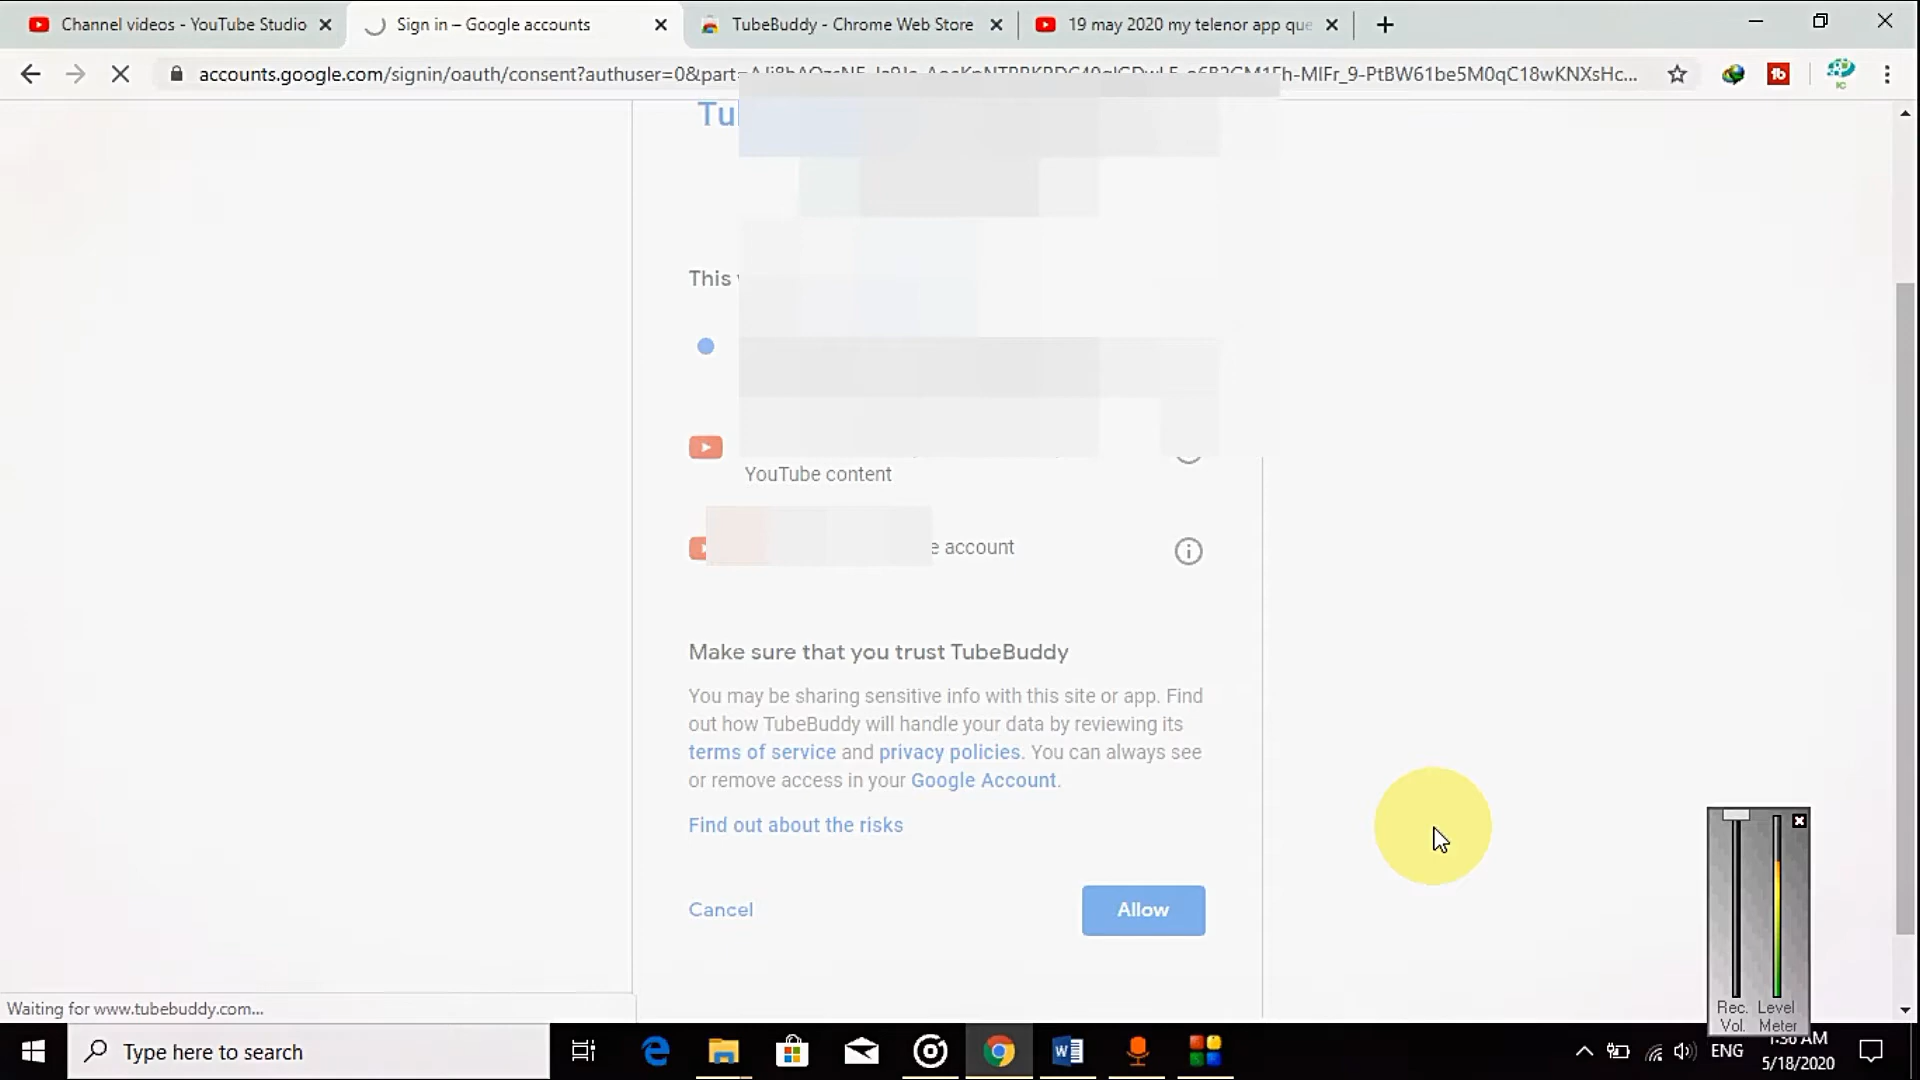 Channel videos - YouTube Studio
Sign in – Google accounts
TubeBuddy - Chrome Web Store
19 may 2020 my telenor app que
accounts.google.com/signin/oauth/consent?authuser=0&part=
This
YouTube content
e account
Make sure that you trust TubeBuddy
You may be sharing sensitive info with this site or app. Find
out how TubeBuddy will handle your data by reviewing its
terms of service and privacy policies. You can always see
or remove access in your Google Account.
Find out about the risks
Cancel
Allow
Waiting for www.tubebuddy.com...
Rec. Level
Vol. Meter
Type here to search
ENG
1:36 AM
5/18/2020